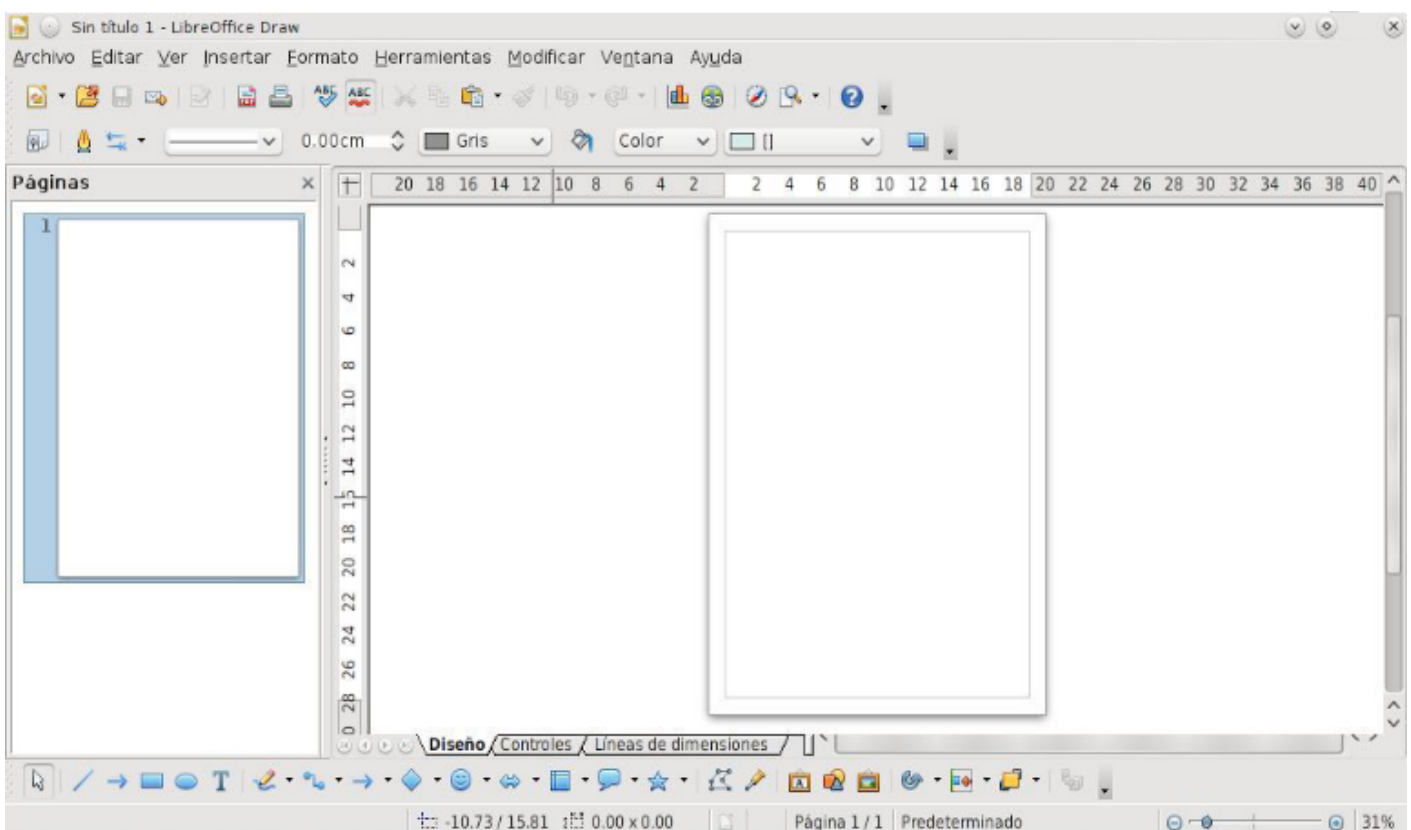 Sin título 1 - LibreOffice Draw
Archivo Editar Ver Insertar Formato Herramientas Modificar Ventana Ayuda
ABC ABC
0.00cm Gris Color []
Páginas
20 18 16 14 12 10 8 6 4 2 2 4 6 8 10 12 14 16 18 20 22 24 26 28 30 32 34 36 38 40
1
2
4
6
8
10
12
14
18
20
22
24
26
28
Diseño Controles Líneas de dimensiones
T
-10.73 / 15.81 0.00 x 0.00 Página 1 / 1 Predeterminado 31%